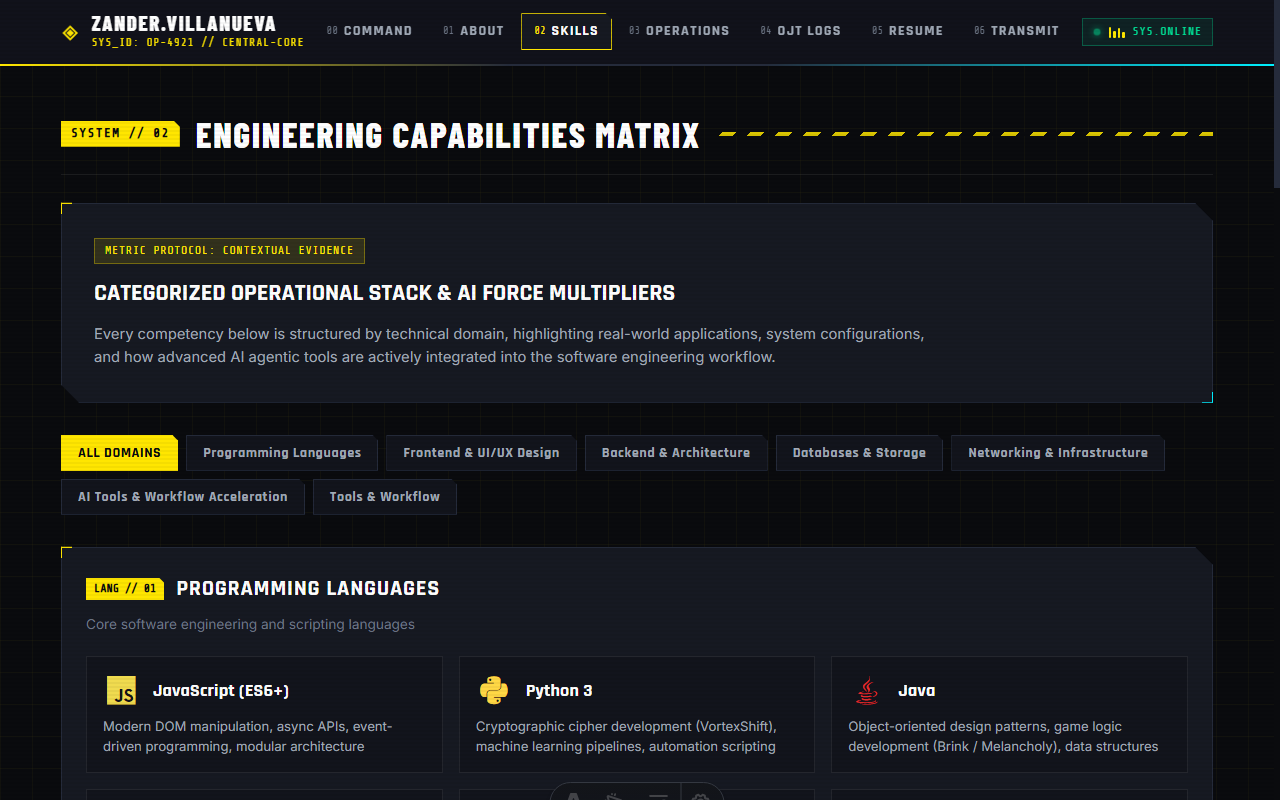 ZANDER.VILLANUEVA
SYS_ID: OP-4921 // CENTRAL-CORE
00 COMMAND
01 ABOUT
02 SKILLS
03 OPERATIONS
04 OJT LOGS
05 RESUME
06 TRANSMIT
SYS.ONLINE
SYSTEM // 02
ENGINEERING CAPABILITIES MATRIX
METRIC PROTOCOL: CONTEXTUAL EVIDENCE
CATEGORIZED OPERATIONAL STACK & AI FORCE MULTIPLIERS
Every competency below is structured by technical domain, highlighting real-world applications, system configurations,
and how advanced AI agentic tools are actively integrated into the software engineering workflow.
ALL DOMAINS
Programming Languages
Frontend & UI/UX Design
Backend & Architecture
Databases & Storage
Networking & Infrastructure
AI Tools & Workflow Acceleration
Tools & Workflow
LANG // 01
PROGRAMMING LANGUAGES
Core software engineering and scripting languages
JS
JavaScript (ES6+)
Modern DOM manipulation, async APIs, event-
driven programming, modular architecture
Python 3
Cryptographic cipher development (VortexShift),
machine learning pipelines, automation scripting
Java
Object-oriented design patterns, game logic
development (Brink / Melancholy), data structures